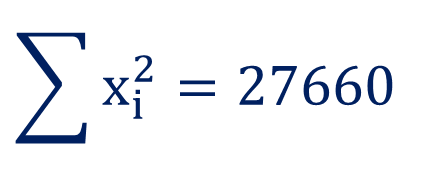 ∑ xᵢ² = 27660